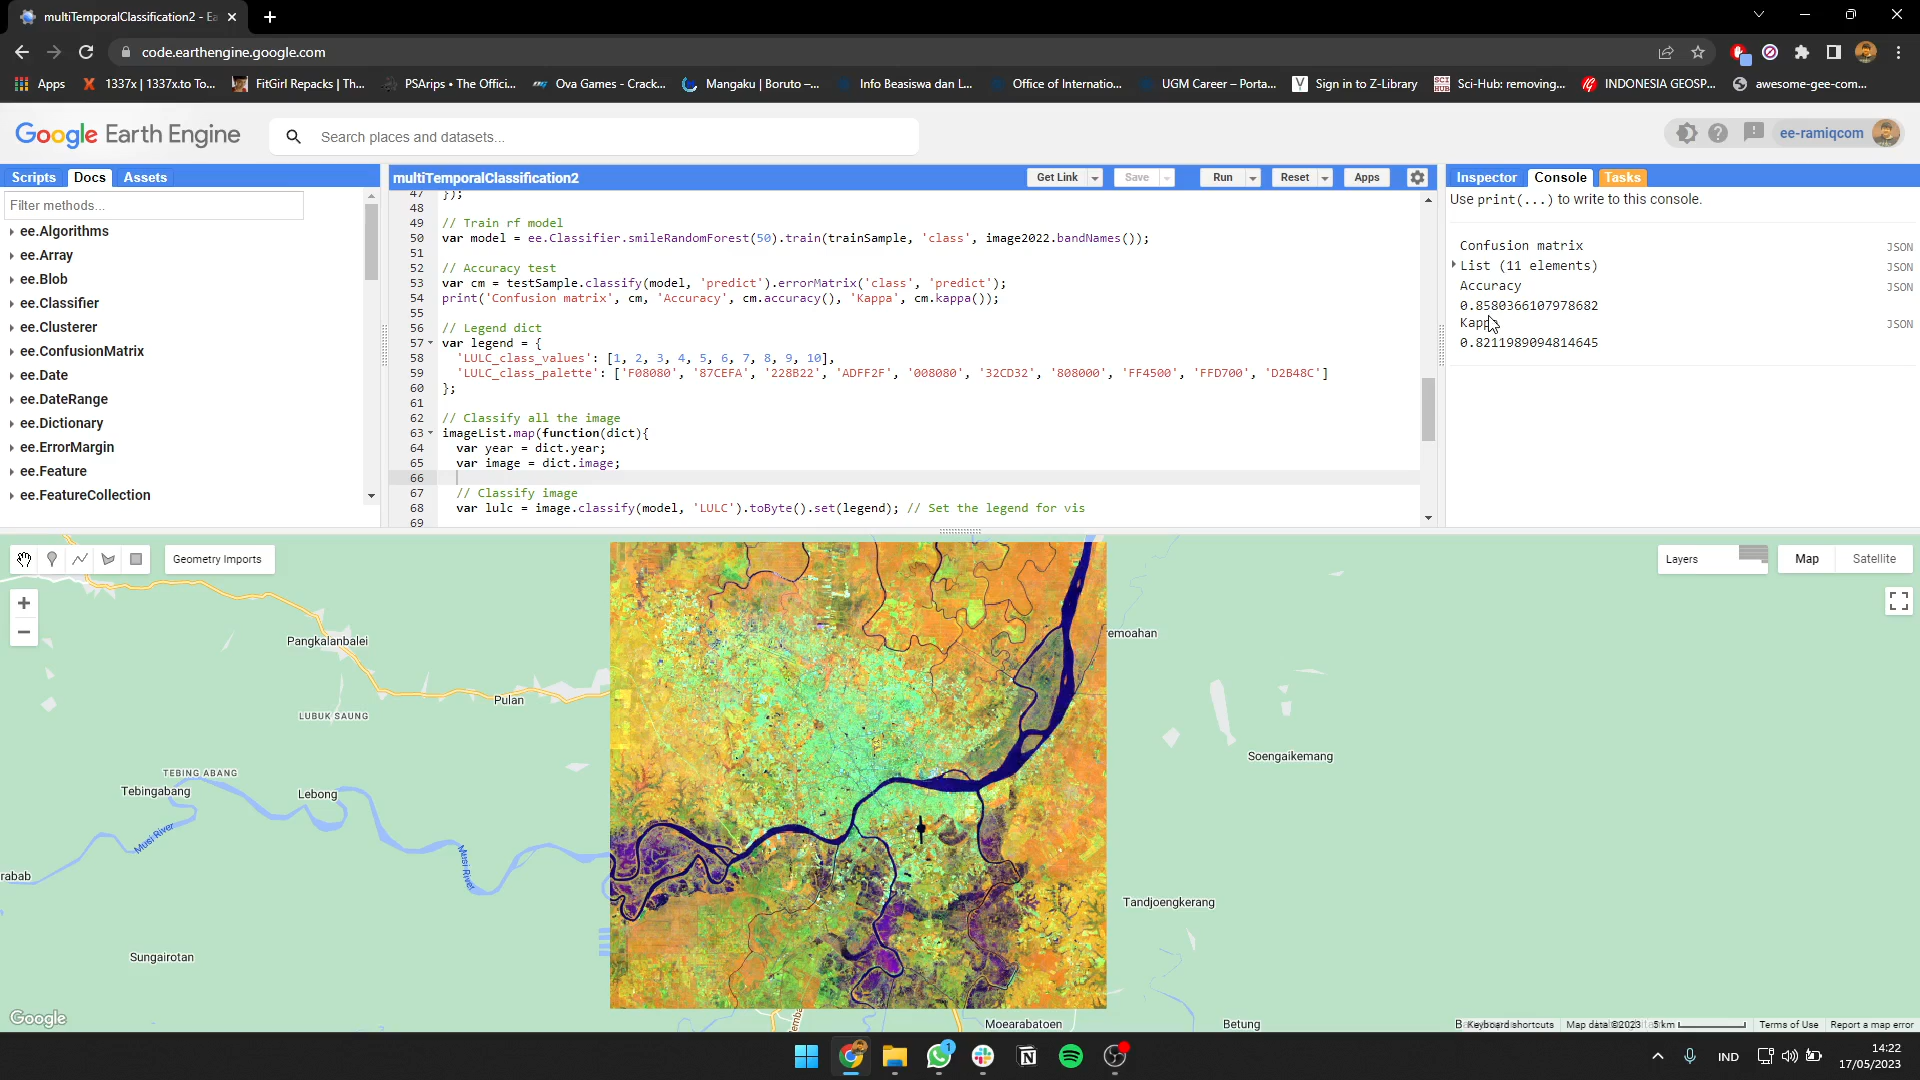 multiTemporalClassification2 - Ea
code.earthengine.google.com
Apps
1337x | 1337x.to To...
FitGirl Repacks | Th...
PSArips • The Offici...
Ova Games - Crack...
Mangaku | Boruto –...
Info Beasiswa dan L...
Office of Internatio...
UGM Career – Porta...
Sign in to Z-Library
SCI HUB
Sci-Hub: removing...
INDONESIA GEOSP...
awesome-gee-com...
Google Earth Engine
Search places and datasets...
ee-ramiqcom
Scripts
Docs
Assets
Filter methods...
ee.Algorithms
ee.Array
ee.Blob
ee.Classifier
ee.Clusterer
ee.ConfusionMatrix
ee.Date
ee.DateRange
ee.Dictionary
ee.ErrorMargin
ee.Feature
ee.FeatureCollection
multiTemporalClassification2
Get Link
Save
Run
Reset
Apps
47 });
48
49 // Train rf model
50 var model = ee.Classifier.smileRandomForest(50).train(trainSample, 'class', image2022.bandNames());
51
52 // Accuracy test
53 var cm = testSample.classify(model, 'predict').errorMatrix('class', 'predict');
54 print('Confusion matrix', cm, 'Accuracy', cm.accuracy(), 'Kappa', cm.kappa());
55
56 // Legend dict
57 var legend = {
58 'LULC_class_values': [1, 2, 3, 4, 5, 6, 7, 8, 9, 10],
59 'LULC_class_palette': ['F08080', '87CEFA', '228B22', 'ADFF2F', '008080', '32CD32', '808000', 'FF4500', 'FFD700', 'D2B48C']
60 };
61
62 // Classify all the image
63 imageList.map(function(dict){
64 var year = dict.year;
65 var image = dict.image;
66
67 // Classify image
68 var lulc = image.classify(model, 'LULC').toByte().set(legend); // Set the legend for vis
69
Inspector
Console
Tasks
Use print(...) to write to this console.
Confusion matrix JSON
List (11 elements) JSON
Accuracy JSON
0.8580366107978682
Kappa JSON
0.8211989094814645
Geometry Imports
Layers
Map
Satellite
Pangkalanbalei
Pulan
LUBUK SAUNG
TEBING ABANG
Tebingabang
Lebong
Musi River
Musi River
rabab
Sungairotan
remoahan
Soengaikemang
Tandjoengkerang
Moearabatoen
Betung
Google
Keyboard shortcuts
Map data ©2023
5 km
Terms of Use
Report a map error
1
IND
14:22
17/05/2023